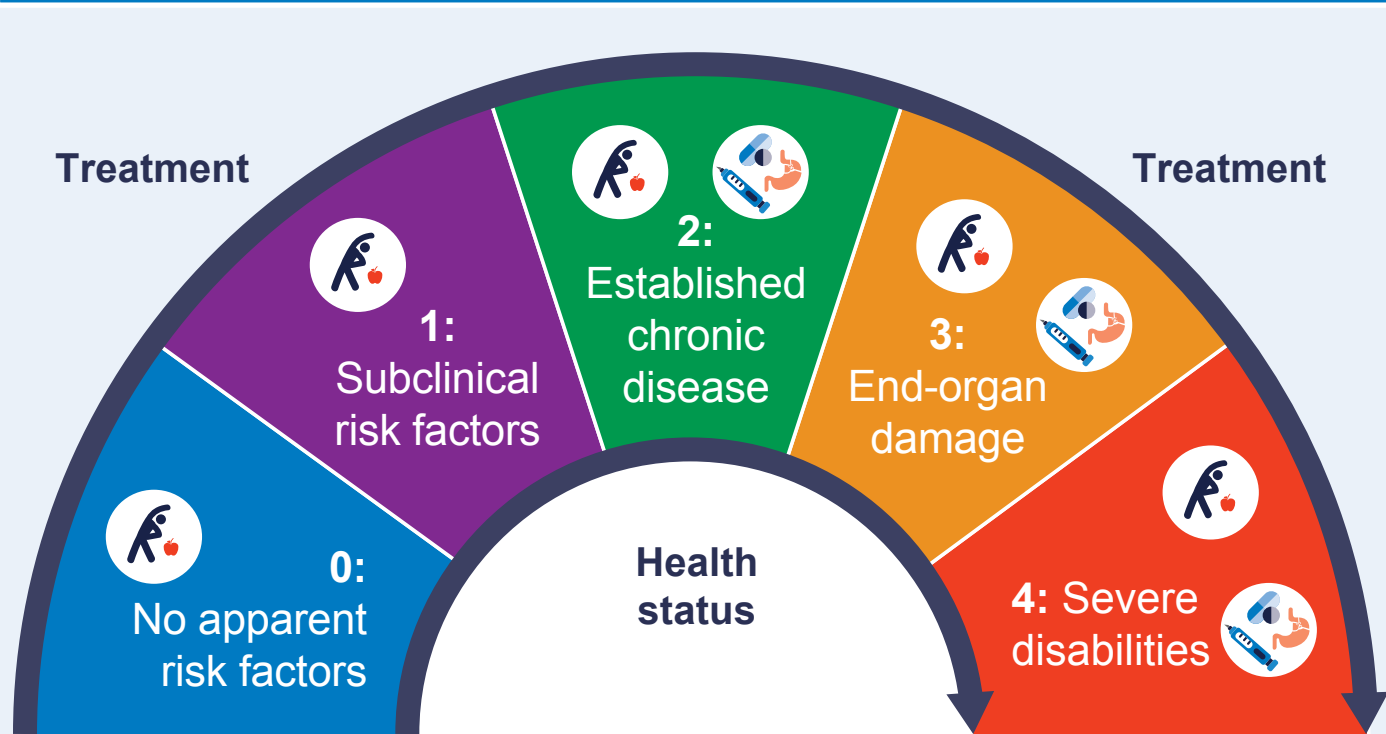 Treatment
Treatment
0:
No apparent
risk factors
1:
Subclinical
risk factors
2:
Established
chronic
disease
3:
End-organ
damage
4: Severe
disabilities
Health
status